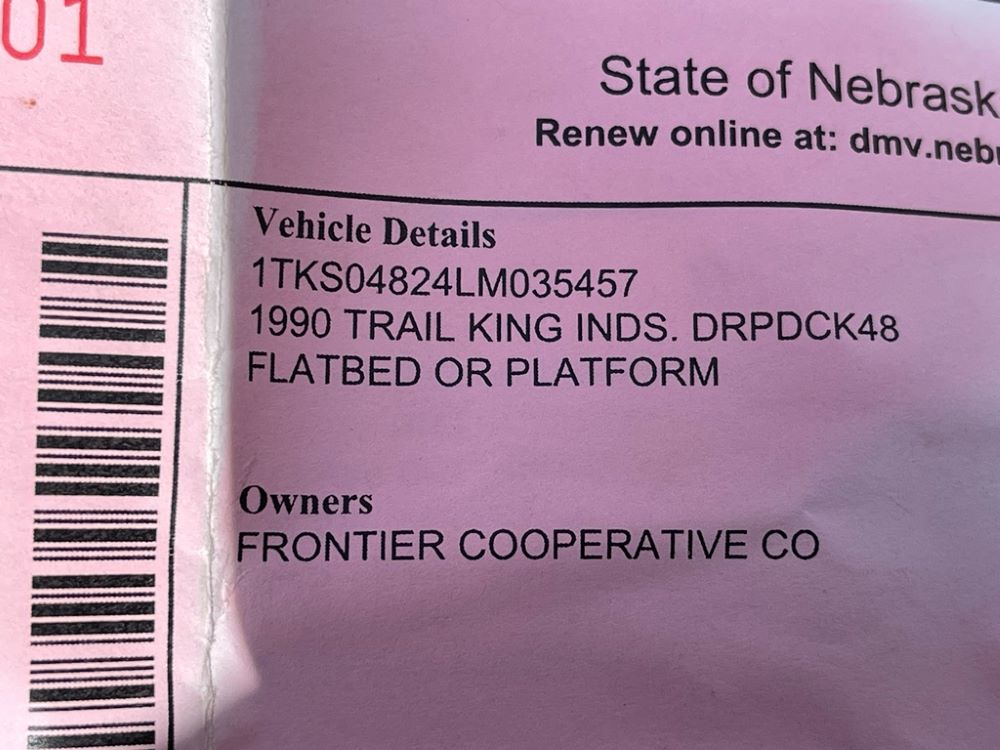 01
State of Nebrask
Renew online at: dmv.neb
Vehicle Details
1TKS04824LM035457
1990 TRAIL KING INDS. DRPDCK48
FLATBED OR PLATFORM
Owners
FRONTIER COOPERATIVE CO